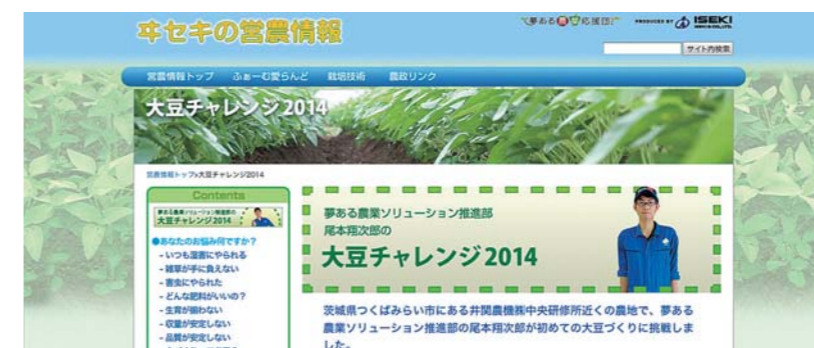 ヰセキの営農情報
夢ある農業応援団!
PRODUCED BY ISEKI
サイト内検索
営農情報トップ ふぁーむ愛らんど 栽培技術 農政リンク
大豆チャレンジ2014
営農情報トップ>大豆チャレンジ2014
Contents
夢ある農業ソリューション推進部の
大豆チャレンジ2014
●あなたのお悩み何ですか?
- いつも湿害にやられる
- 雑草が手に負えない
- 害虫にやられた
- どんな肥料がいいの?
- 生育が揃わない
- 収量が安定しない
- 品質が安定しない
夢ある農業ソリューション推進部
尾本翔次郎の
大豆チャレンジ2014
茨城県つくばみらい市にある井関農機㈱中央研修所近くの農地で、夢ある
農業ソリューション推進部の尾本翔次郎が初めての大豆づくりに挑戦しま
した。